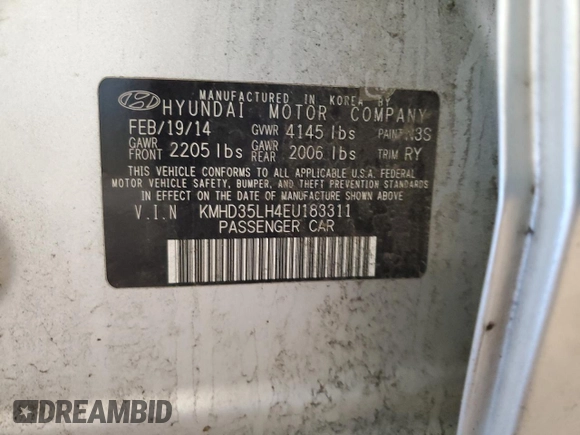 MANUFACTURED IN KOREA BY
HYUNDAI MOTOR COMPANY
FEB/19/14 GVWR 4145 lbs PAINT N3S
GAWR FRONT 2205 lbs GAWR REAR 2006 lbs TRIM RY
THIS VEHICLE CONFORMS TO ALL APPLICABLE U.S.A. FEDERAL
MOTOR VEHICLE SAFETY, BUMPER, AND THEFT PREVENTION STANDARDS
IN EFFECT ON THE DATE OF MANUFACTURE SHOWN ABOVE
V.I.N KMHD35LH4EU183311
PASSENGER CAR
DREAMBID